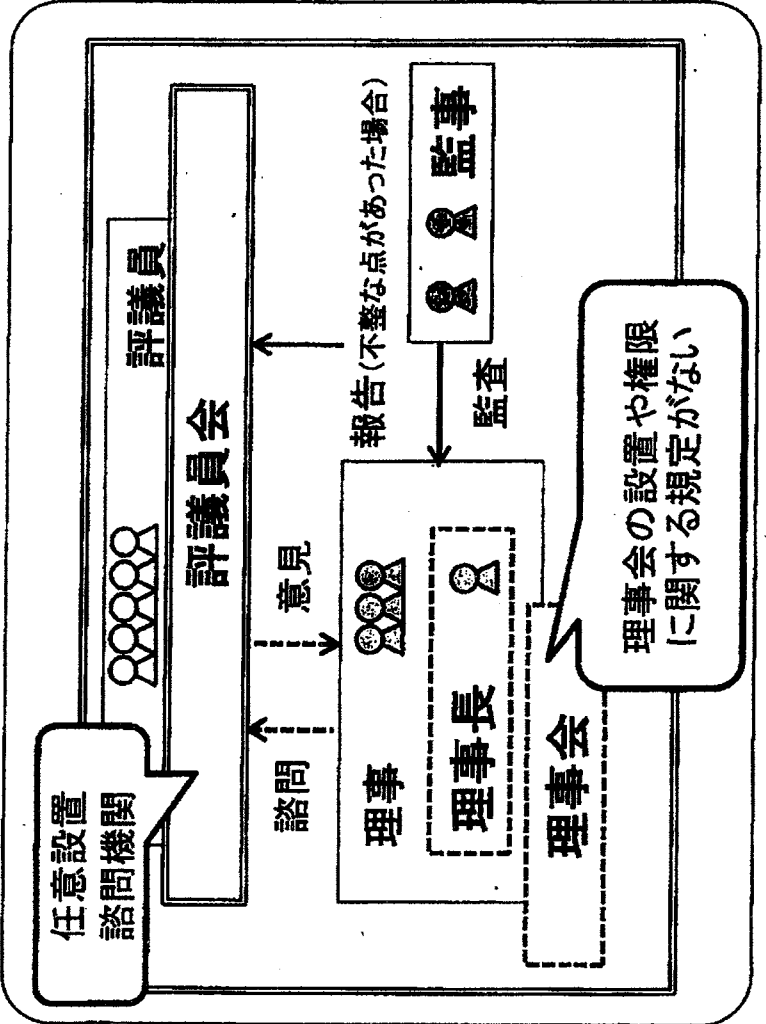 任意設置
諮問機関
評議員
評議員会
諮問
意見
報告(不整な点があった場合)
理事
理事長
理事会
監査
監事
理事会の設置や権限
に関する規定がない